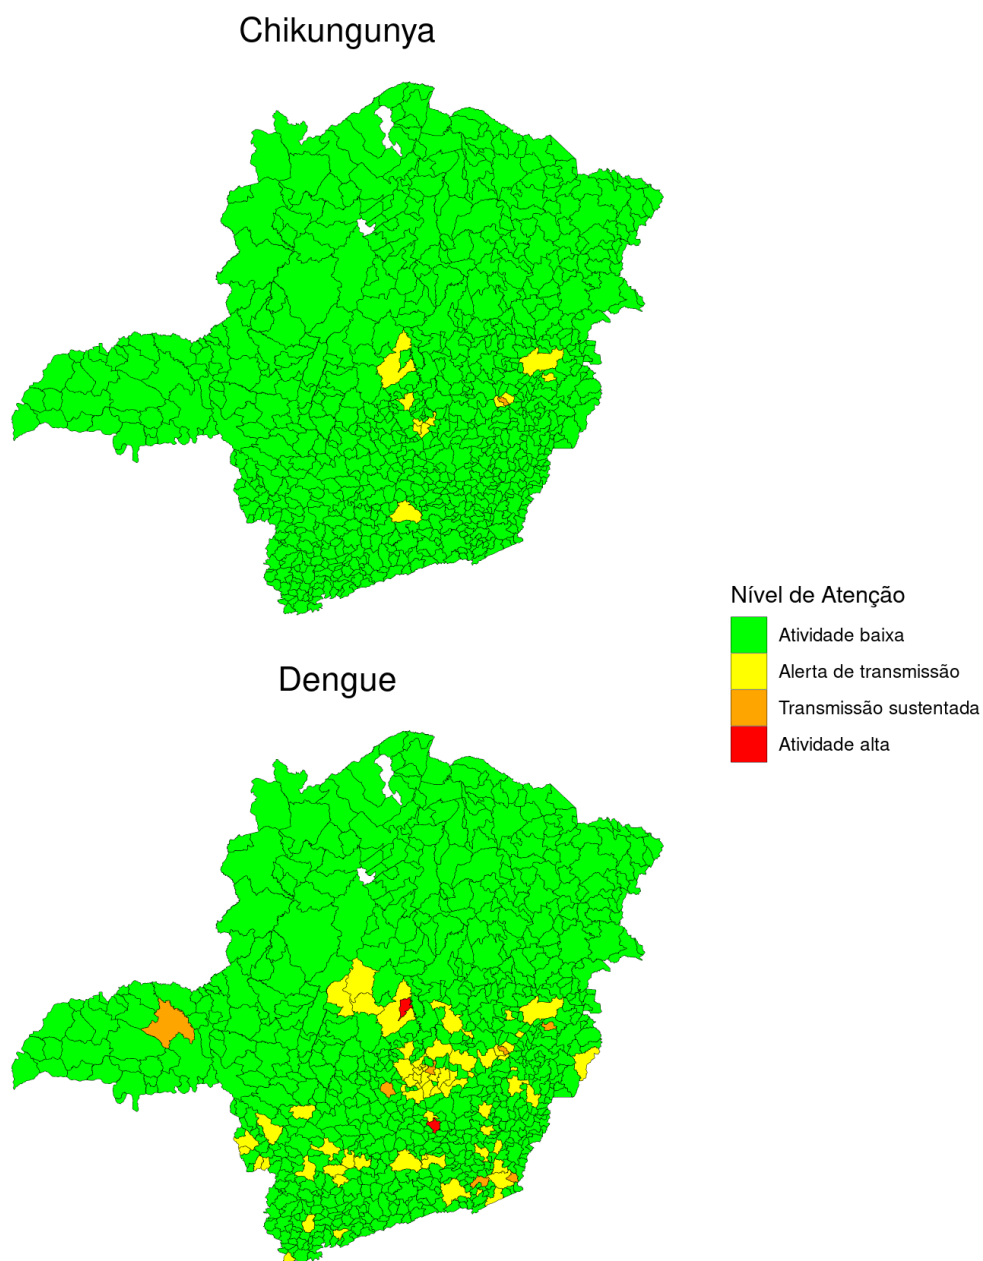 Chikungunya
Nível de Atenção
Atividade baixa
Alerta de transmissão
Transmissão sustentada
Atividade alta
Dengue